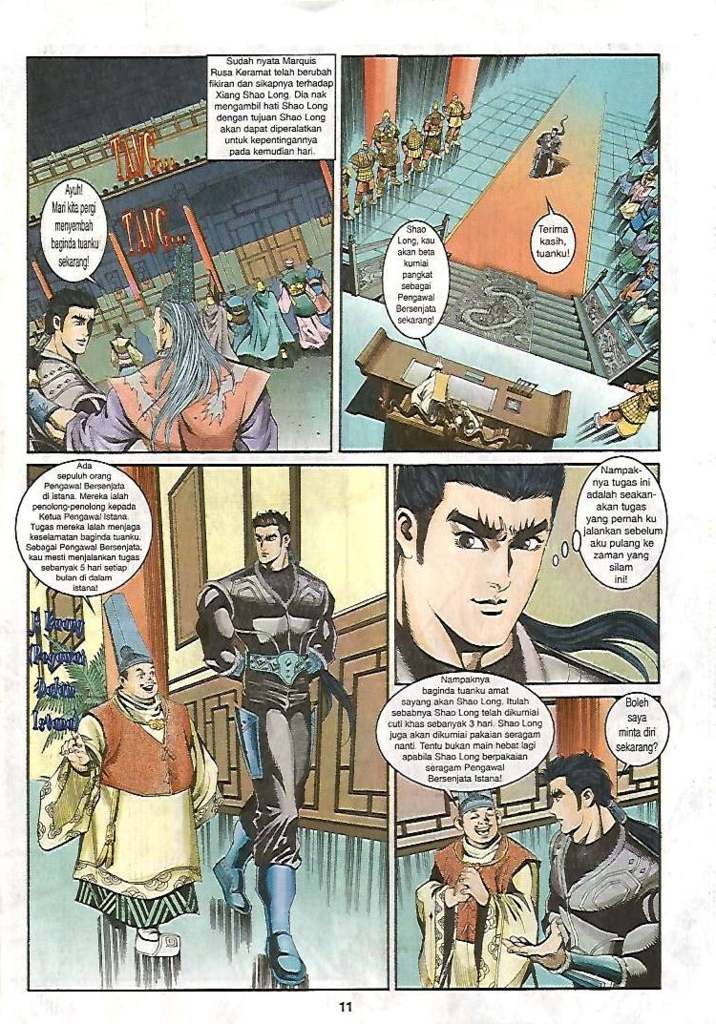 Sudah nyata Marquis
Rusa Keramat telah berubah
fikiran dan sikapnya terhadap
Xiang Shao Long. Dia nak
mengambil hati Shao Long
dengan tujuan Shao Long
akan dapat diperalatkan
untuk kepentingannya
pada kemudian hari.
TANG...
TANG...
Ayuh!
Mari kita pergi
menyembah
baginda tuanku
sekarang!
Terima
kasih,
tuanku!
Shao
Long, kau
akan beta
kurniai
pangkat
sebagai
Pengawal
Bersenjata
sekarang!
Ada
sepuluh orang
Pengawal Bersenjata
di istana. Mereka ialah
penolong-penolong kepada
Ketua Pengawal Istana.
Tugas mereka ialah menjaga
keselamatan baginda tuanku.
Sebagai Pengawal Bersenjata,
kau mesti menjalankan tugas
sebanyak 5 hari setiap
bulan di dalam
istana!
(Pengawal
Dalam
Istana)
Nampak-
nya tugas ini
adalah seakan-
akan tugas
yang pernah ku
jalankan sebelum
aku pulang ke
zaman yang
silam
ini!
Nampaknya
baginda tuanku amat
sayang akan Shao Long. Itulah
sebabnya Shao Long telah dikurniai
cuti khas sebanyak 3 hari. Shao Long
juga akan dikurniai pakaian seragam
nanti. Tentu bukan main hebat lagi
apabila Shao Long berpakaian
seragam Pengawal
Bersenjata Istana!
Boleh
saya
minta diri
sekarang?
11